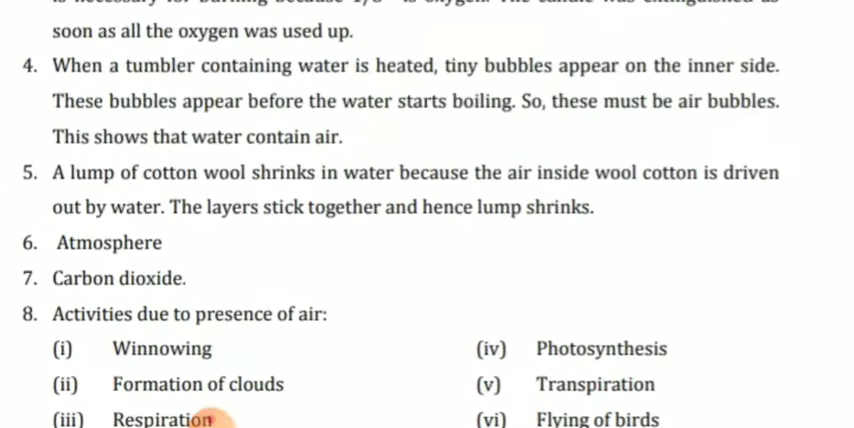 soon as all the oxygen was used up.
4. When a tumbler containing water is heated, tiny bubbles appear on the inner side.
These bubbles appear before the water starts boiling. So, these must be air bubbles.
This shows that water contain air.
5. A lump of cotton wool shrinks in water because the air inside wool cotton is driven
out by water. The layers stick together and hence lump shrinks.
6. Atmosphere
7. Carbon dioxide.
8. Activities due to presence of air:
(i) Winnowing (iv) Photosynthesis
(ii) Formation of clouds (v) Transpiration
(iii) Respiration (vi) Flying of birds